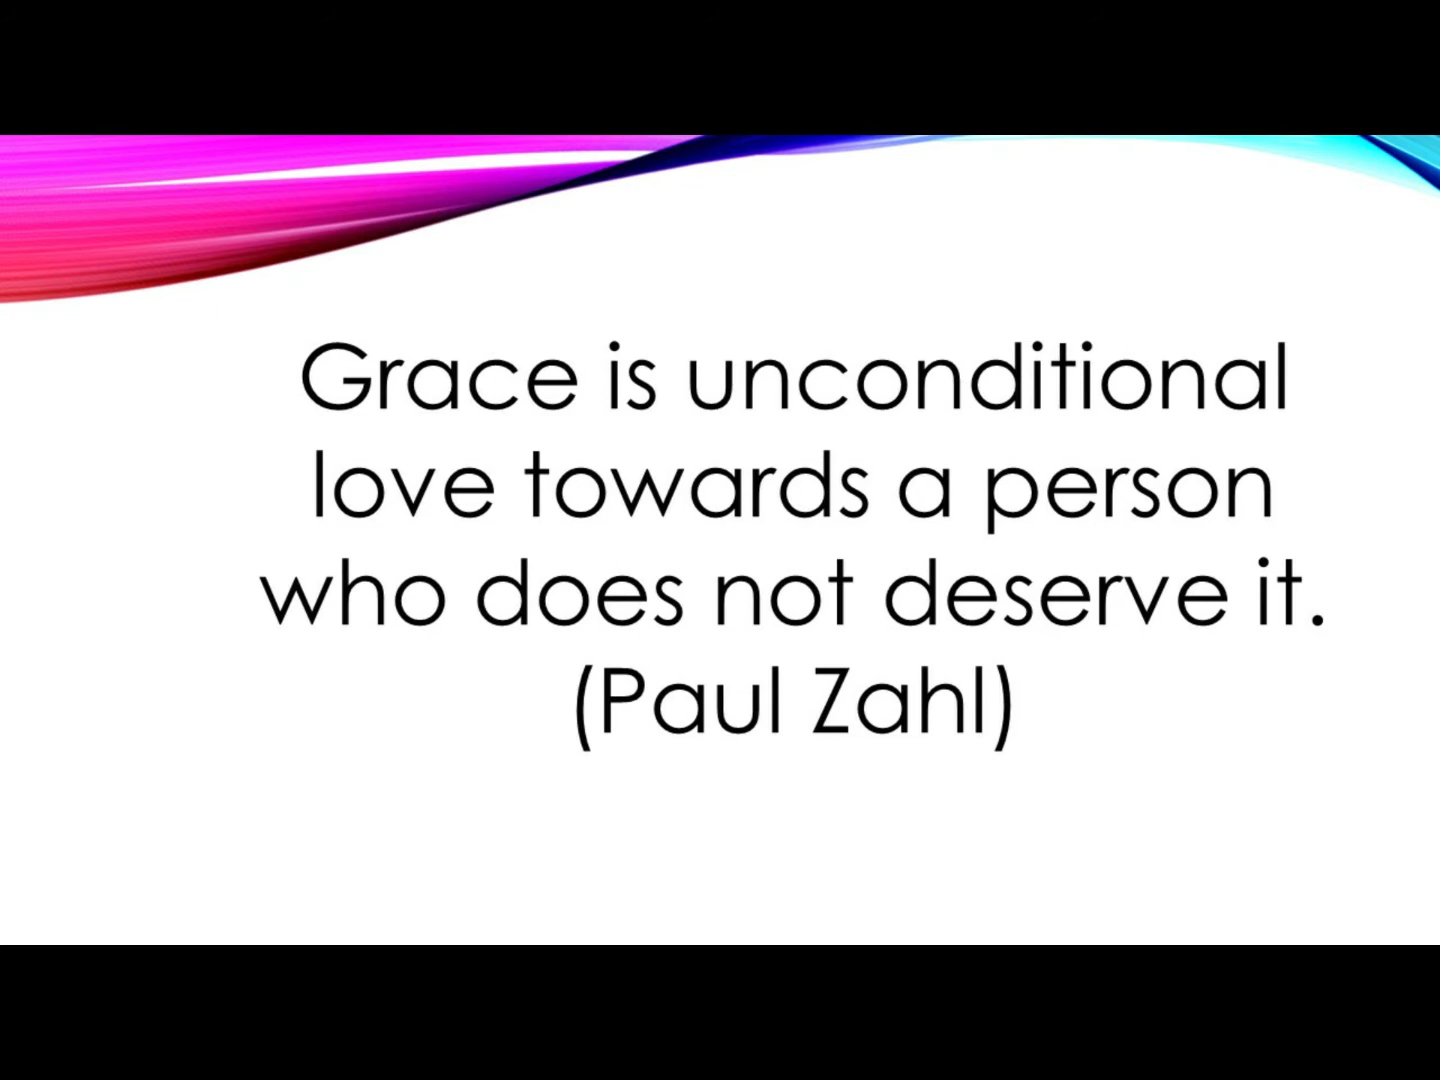 Grace is unconditional
love towards a person
who does not deserve it.
(Paul Zahl)